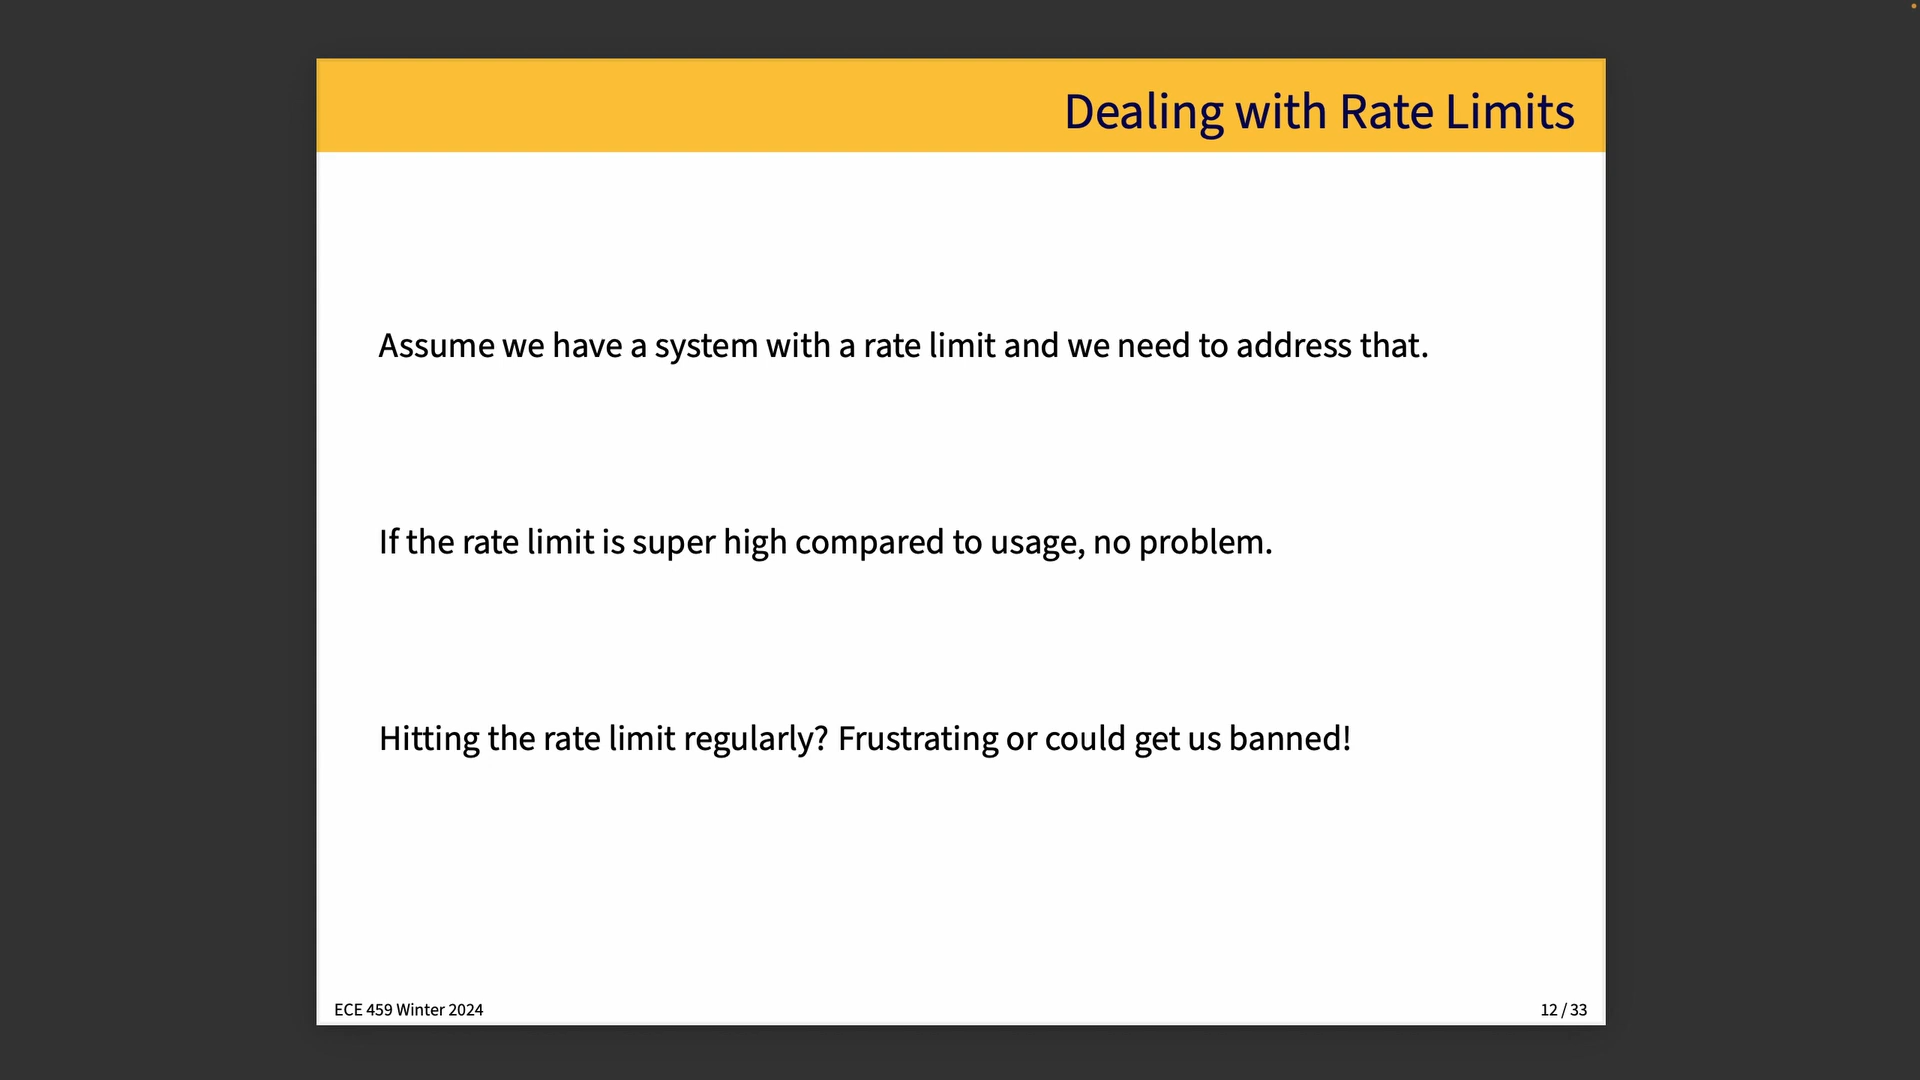 Dealing with Rate Limits
Assume we have a system with a rate limit and we need to address that.
If the rate limit is super high compared to usage, no problem.
Hitting the rate limit regularly? Frustrating or could get us banned!
ECE 459 Winter 2024
12 / 33